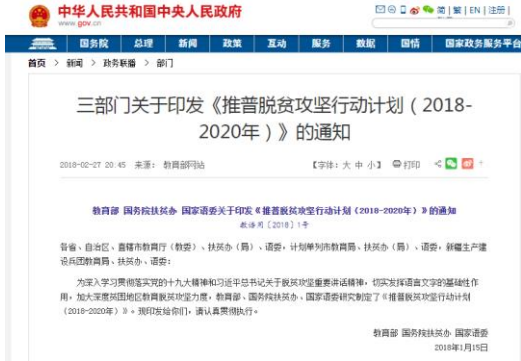 中华人民共和国中央人民政府
www.gov.cn
简 | 繁 | EN | 注册 |
国务院 总理 新闻 政策 互动 服务 数据 国情 国家政务服务平台
首页 > 新闻 > 政务联播 > 部门
三部门关于印发《推普脱贫攻坚行动计划（2018-
2020年）》的通知
2018-02-27 20:45 来源： 教育部网站 【字体：大 中 小】 打印
教育部 国务院扶贫办 国家语委关于印发《推普脱贫攻坚行动计划（2018-2020年）》的通知
教语用〔2018〕1号
各省、自治区、直辖市教育厅（教委）、扶贫办（局）、语委，计划单列市教育局、扶贫办（局）、语委，新疆生产建
设兵团教育局、扶贫办、语委：
为深入学习贯彻落实党的十九大精神和习近平总书记关于脱贫攻坚重要讲话精神，切实发挥语言文字的基础性作
用，加大深度贫困地区教育脱贫攻坚力度，教育部、国务院扶贫办、国家语委研究制定了《推普脱贫攻坚行动计划
（2018-2020年）》。现印发给你们，请认真贯彻执行。
教育部 国务院扶贫办 国家语委
2018年1月15日